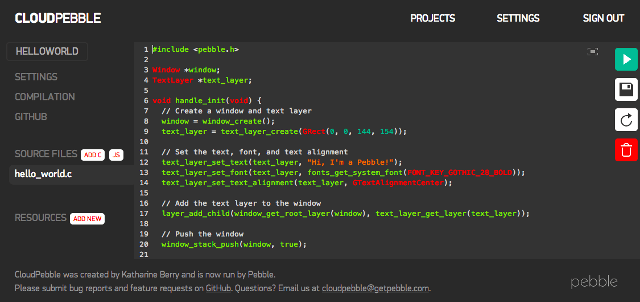 CLOUDPEBBLE
PROJECTS
SETTINGS
SIGN OUT
HELLOWORLD
SETTINGS
COMPILATION
GITHUB
SOURCE FILES ADD C JS
hello_world.c
RESOURCES ADD NEW
1 #include <pebble.h>
2
3 Window *window;
4 TextLayer *text_layer;
5
6 void handle_init(void) {
7 // Create a window and text layer
8 window = window_create();
9 text_layer = text_layer_create(GRect(0, 0, 144, 154));
10
11 // Set the text, font, and text alignment
12 text_layer_set_text(text_layer, "Hi, I'm a Pebble!");
13 text_layer_set_font(text_layer, fonts_get_system_font(FONT_KEY_GOTHIC_28_BOLD));
14 text_layer_set_text_alignment(text_layer, GTextAlignmentCenter);
15
16 // Add the text layer to the window
17 layer_add_child(window_get_root_layer(window), text_layer_get_layer(text_layer));
18
19 // Push the window
20 window_stack_push(window, true);
21
CloudPebble was created by Katharine Berry and is now run by Pebble.
Please submit bug reports and feature requests on GitHub. Questions? Email us at cloudpebble@getpebble.com.
pebble